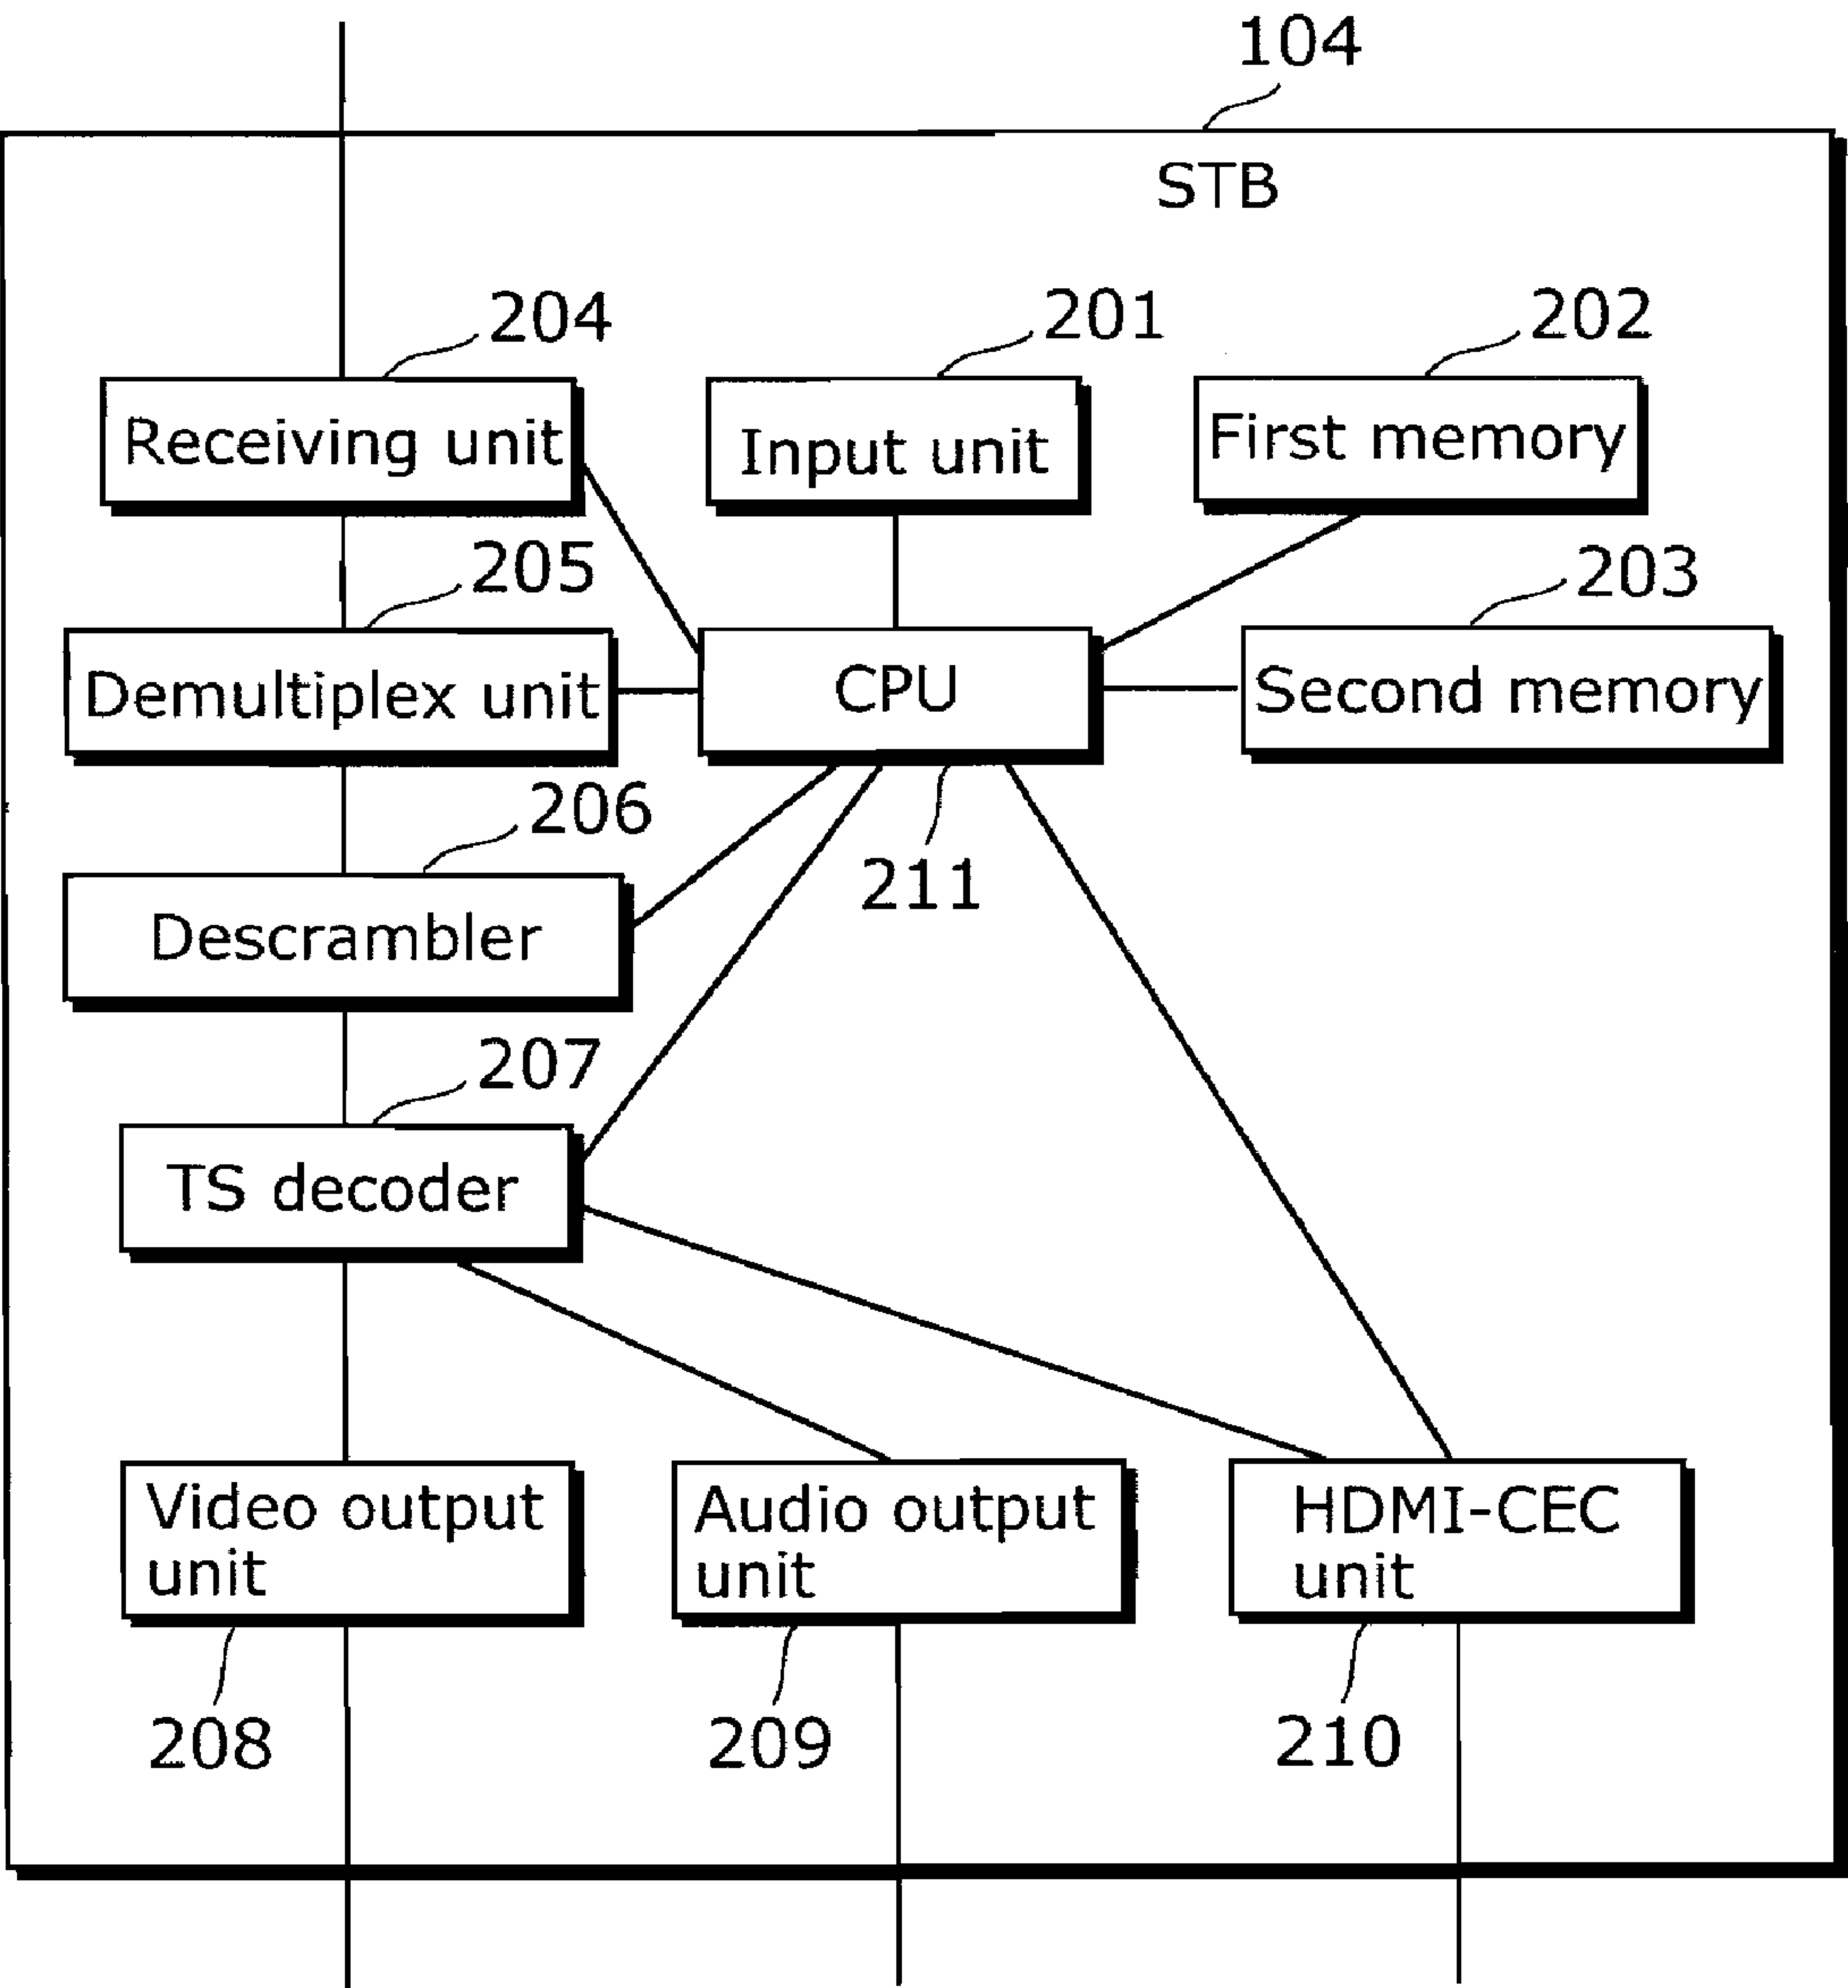 104
STB
204
201
202
Receiving unit
Input unit
First memory
205
203
Demultiplex unit
CPU
Second memory
206
211
Descrambler
207
TS decoder
Video output
unit
Audio output
unit
HDMI-CEC
unit
208
209
210